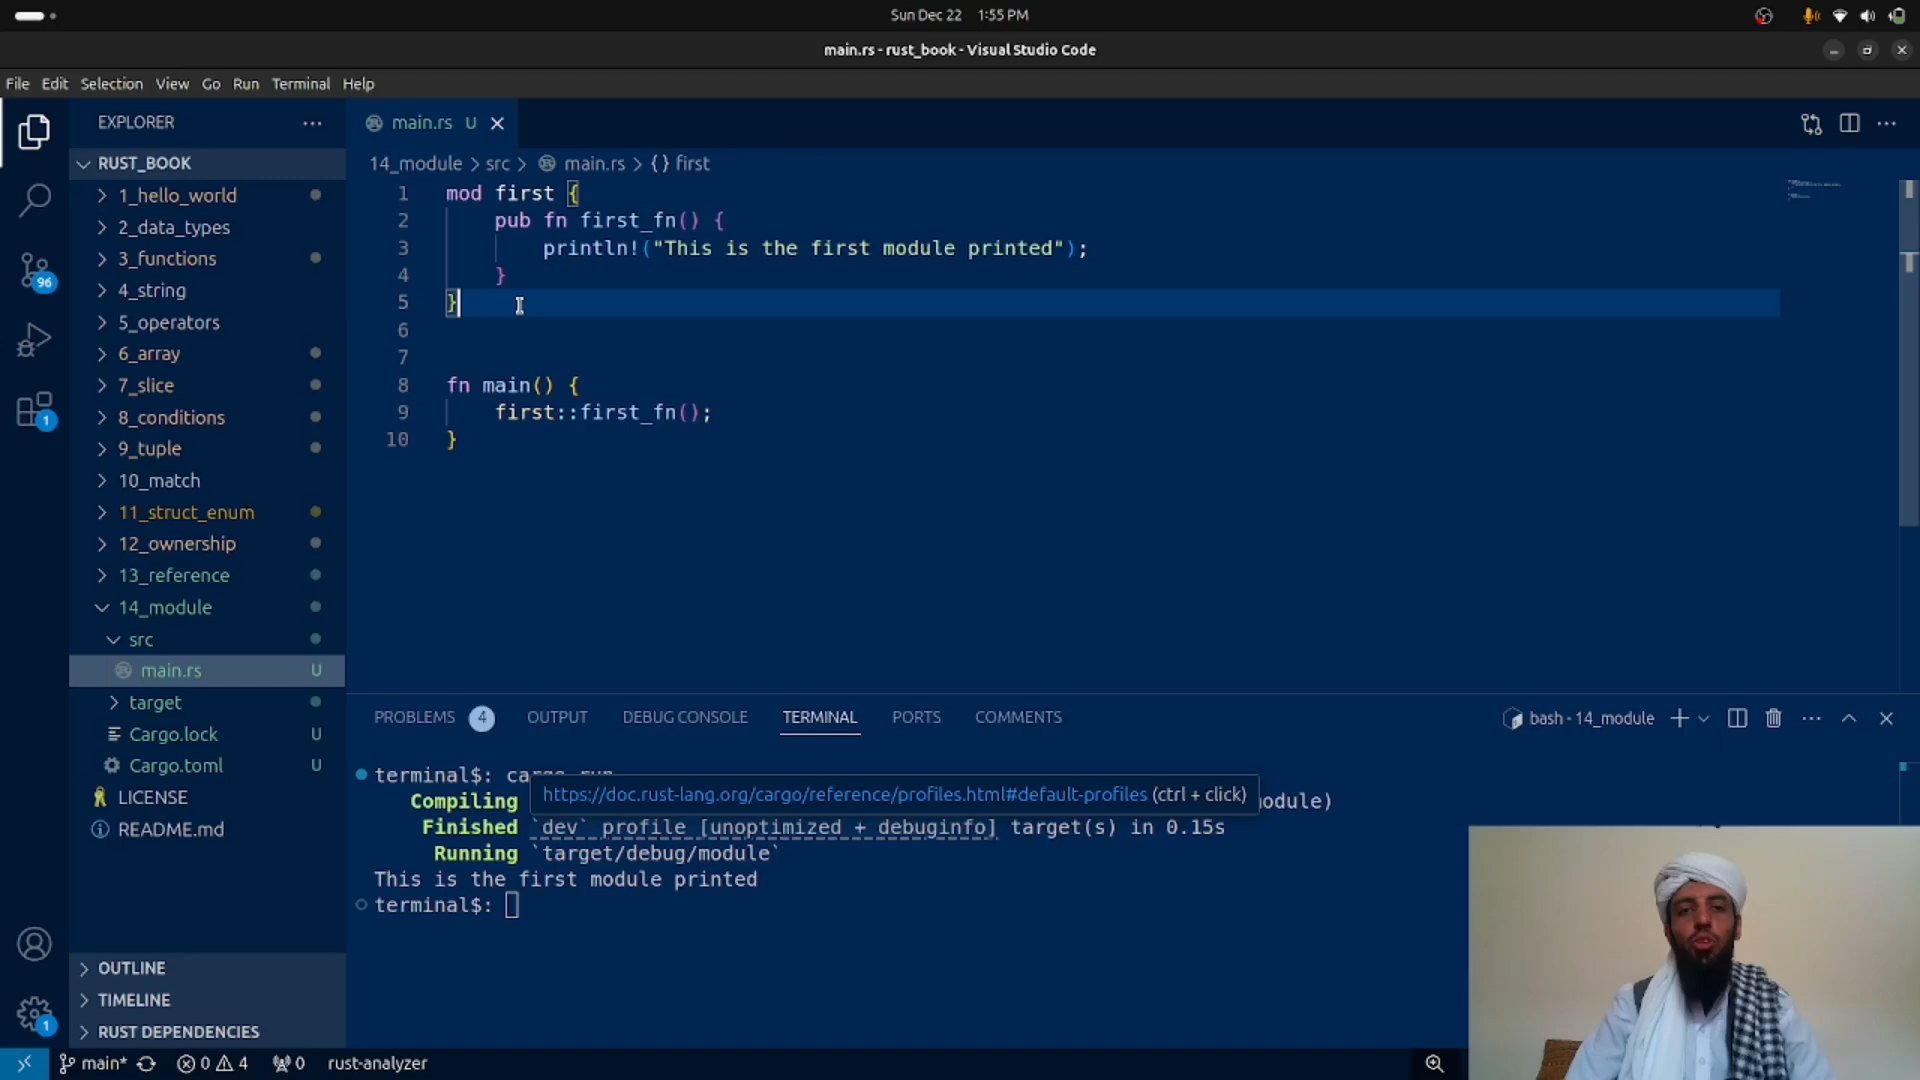 Sun Dec 22 1:55 PM
main.rs - rust_book - Visual Studio Code
File Edit Selection View Go Run Terminal Help
EXPLORER
RUST_BOOK
1_hello_world
2_data_types
3_functions
4_string
5_operators
6_array
7_slice
8_conditions
9_tuple
10_match
11_struct_enum
12_ownership
13_reference
14_module
src
main.rs U
target
Cargo.lock U
Cargo.toml U
LICENSE
README.md
OUTLINE
TIMELINE
RUST DEPENDENCIES
96
1
1
main.rs U
14_module > src > main.rs > {} first
1 mod first {
2 pub fn first_fn() {
3 println!("This is the first module printed");
4 }
5 }
6
7
8 fn main() {
9 first::first_fn();
10 }
PROBLEMS 4 OUTPUT DEBUG CONSOLE TERMINAL PORTS COMMENTS
bash - 14_module
terminal$: cargo run
https://doc.rust-lang.org/cargo/reference/profiles.html#default-profiles (ctrl + click)
Compiling module)
Finished `dev` profile [unoptimized + debuginfo] target(s) in 0.15s
Running `target/debug/module`
This is the first module printed
terminal$:
main* 0 4 0 rust-analyzer